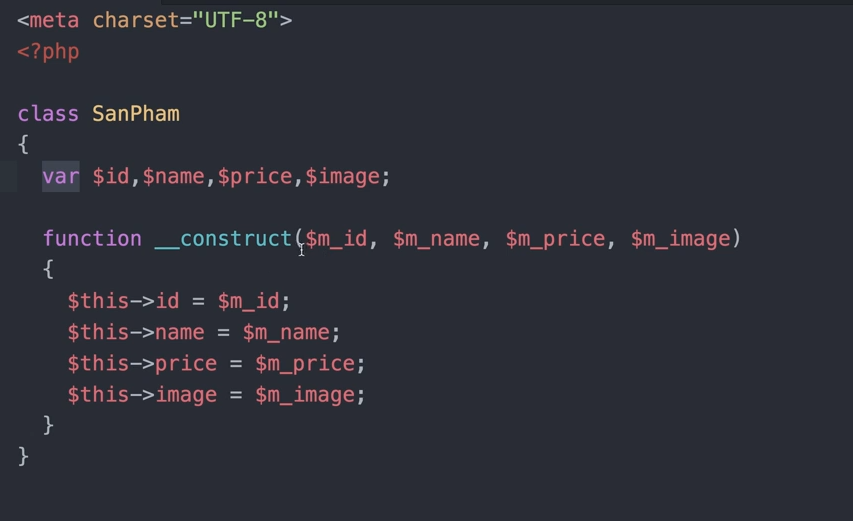 <meta charset="UTF-8">
<?php
class SanPham
{
var $id,$name,$price,$image;
function __construct($m_id, $m_name, $m_price, $m_image)
{
$this->id = $m_id;
$this->name = $m_name;
$this->price = $m_price;
$this->image = $m_image;
}
}